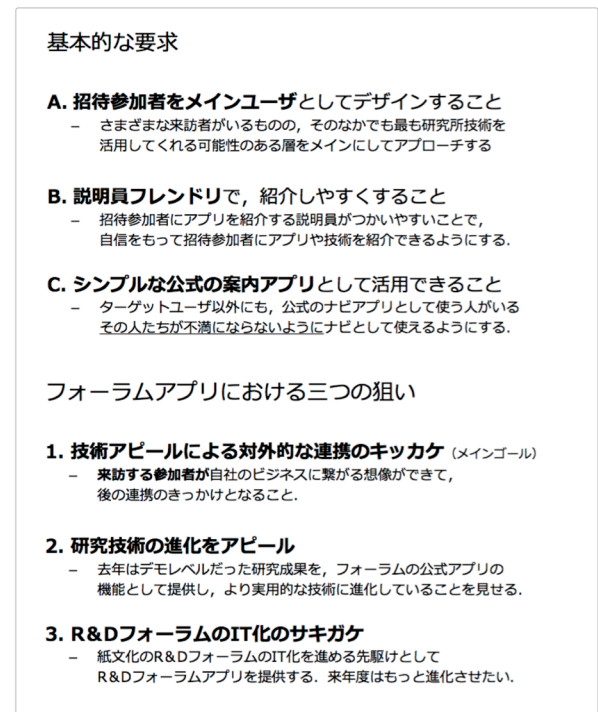 基本的な要求
A. 招待参加者をメインユーザとしてデザインすること
– さまざまな来訪者がいるものの，そのなかでも最も研究所技術を
活用してくれる可能性のある層をメインにしてアプローチする
B. 説明員フレンドリで，紹介しやすくすること
– 招待参加者にアプリを紹介する説明員がつかいやすいことで，
自信をもって招待参加者にアプリや技術を紹介できるようにする．
C. シンプルな公式の案内アプリとして活用できること
– ターゲットユーザ以外にも，公式のナビアプリとして使う人がいる
その人たちが不満にならないようにナビとして使えるようにする．
フォーラムアプリにおける三つの狙い
1. 技術アピールによる対外的な連携のキッカケ（メインゴール）
– 来訪する参加者が自社のビジネスに繋がる想像ができて，
後の連携のきっかけとなること．
2. 研究技術の進化をアピール
– 去年はデモレベルだった研究成果を，フォーラムの公式アプリの
機能として提供し，より実用的な技術に進化していることを見せる．
3. R&DフォーラムのIT化のサキガケ
– 紙文化のR&DフォーラムのIT化を進める先駆けとして
R&Dフォーラムアプリを提供する．来年度はもっと進化させたい．